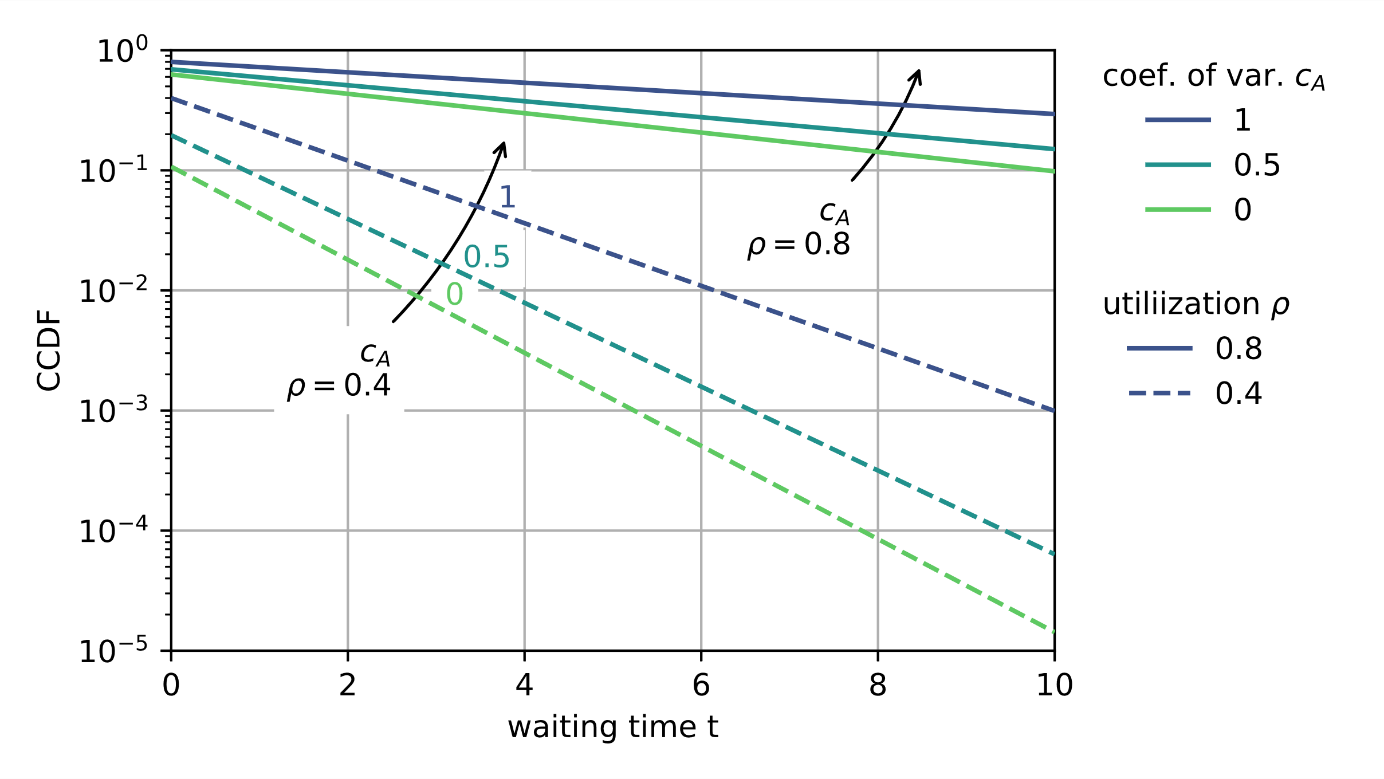 10⁰
10⁻¹
10⁻²
10⁻³
10⁻⁴
10⁻⁵
CCDF
0
2
4
6
8
10
waiting time t
1
0.5
0
c_A
ρ = 0.4
c_A
ρ = 0.8
coef. of var. c_A
1
0.5
0
utiliization ρ
0.8
0.4